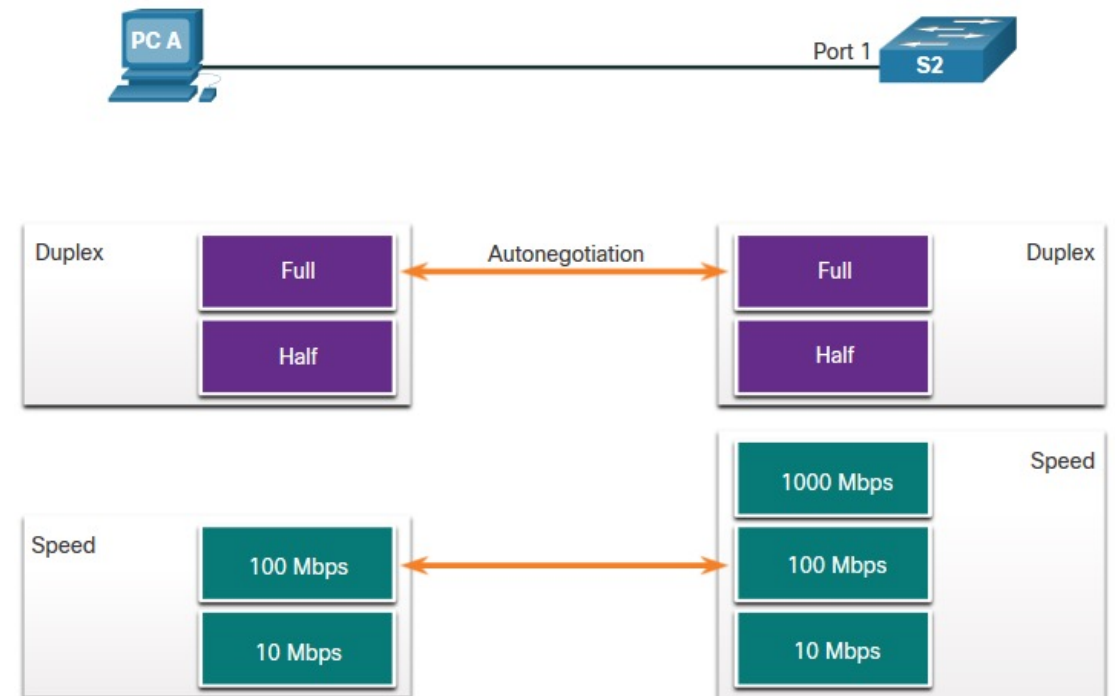 PC A
Port 1
S2
Duplex
Full
Half
Autonegotiation
Full
Half
Duplex
Speed
100 Mbps
10 Mbps
1000 Mbps
100 Mbps
10 Mbps
Speed